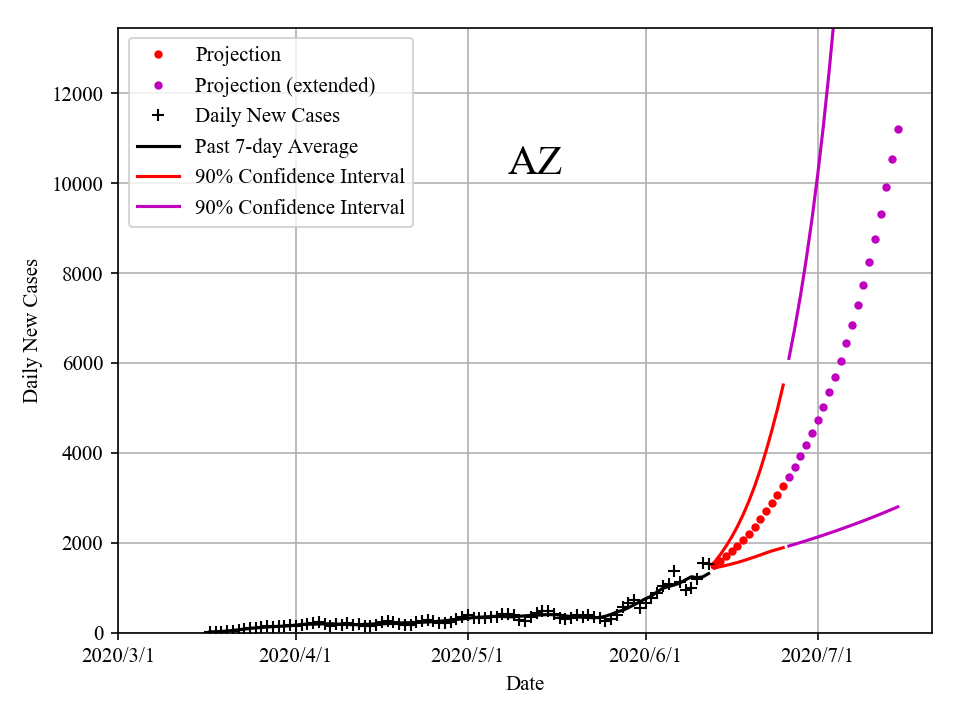 Projection
Projection (extended)
Daily New Cases
Past 7-day Average
90% Confidence Interval
90% Confidence Interval
AZ
12000
10000
8000
6000
4000
2000
0
Daily New Cases
2020/3/1 2020/4/1 2020/5/1 2020/6/1 2020/7/1
Date